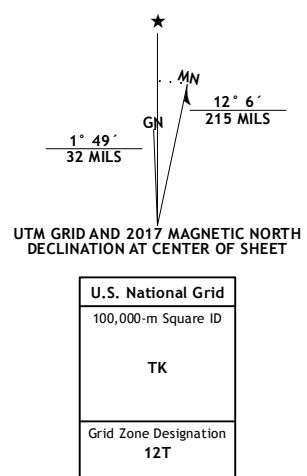 MN
GN
12° 6´
215 MILS
1° 49´
32 MILS
UTM GRID AND 2017 MAGNETIC NORTH
DECLINATION AT CENTER OF SHEET
U.S. National Grid
100,000-m Square ID
TK
Grid Zone Designation
12T